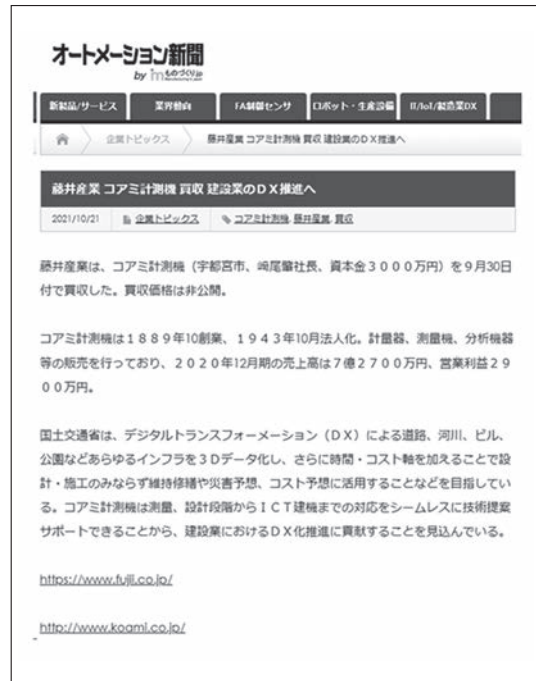 オートメーション新聞
by ものづくり.jp
新製品/サービス 業界動向 FA制御センサ ロボット・生産設備 IT/IoT/製造業DX
企業トピックス 藤井産業 コアミ計測機 買収 建設業のDX推進へ
藤井産業 コアミ計測機 買収 建設業のDX推進へ
2021/10/21 企業トピックス コアミ計測機, 藤井産業, 買収
藤井産業は、コアミ計測機（宇都宮市、﨑尾肇社長、資本金3000万円）を9月30日
付で買収した。買収価格は非公開。
コアミ計測機は1889年10創業、1943年10月法人化。計量器、測量機、分析機器
等の販売を行っており、2020年12月期の売上高は7億2700万円、営業利益29
00万円。
国土交通省は、デジタルトランスフォーメーション（DX）による道路、河川、ビル、
公園などあらゆるインフラを3Dデータ化し、さらに時間・コスト軸を加えることで設
計・施工のみならず維持修繕や災害予想、コスト予想に活用することなどを目指してい
る。コアミ計測機は測量、設計段階からICT建機までの対応をシームレスに技術提案
サポートできることから、建設業におけるDX化推進に貢献することを見込んでいる。
https://www.fujii.co.jp/
http://www.koami.co.jp/